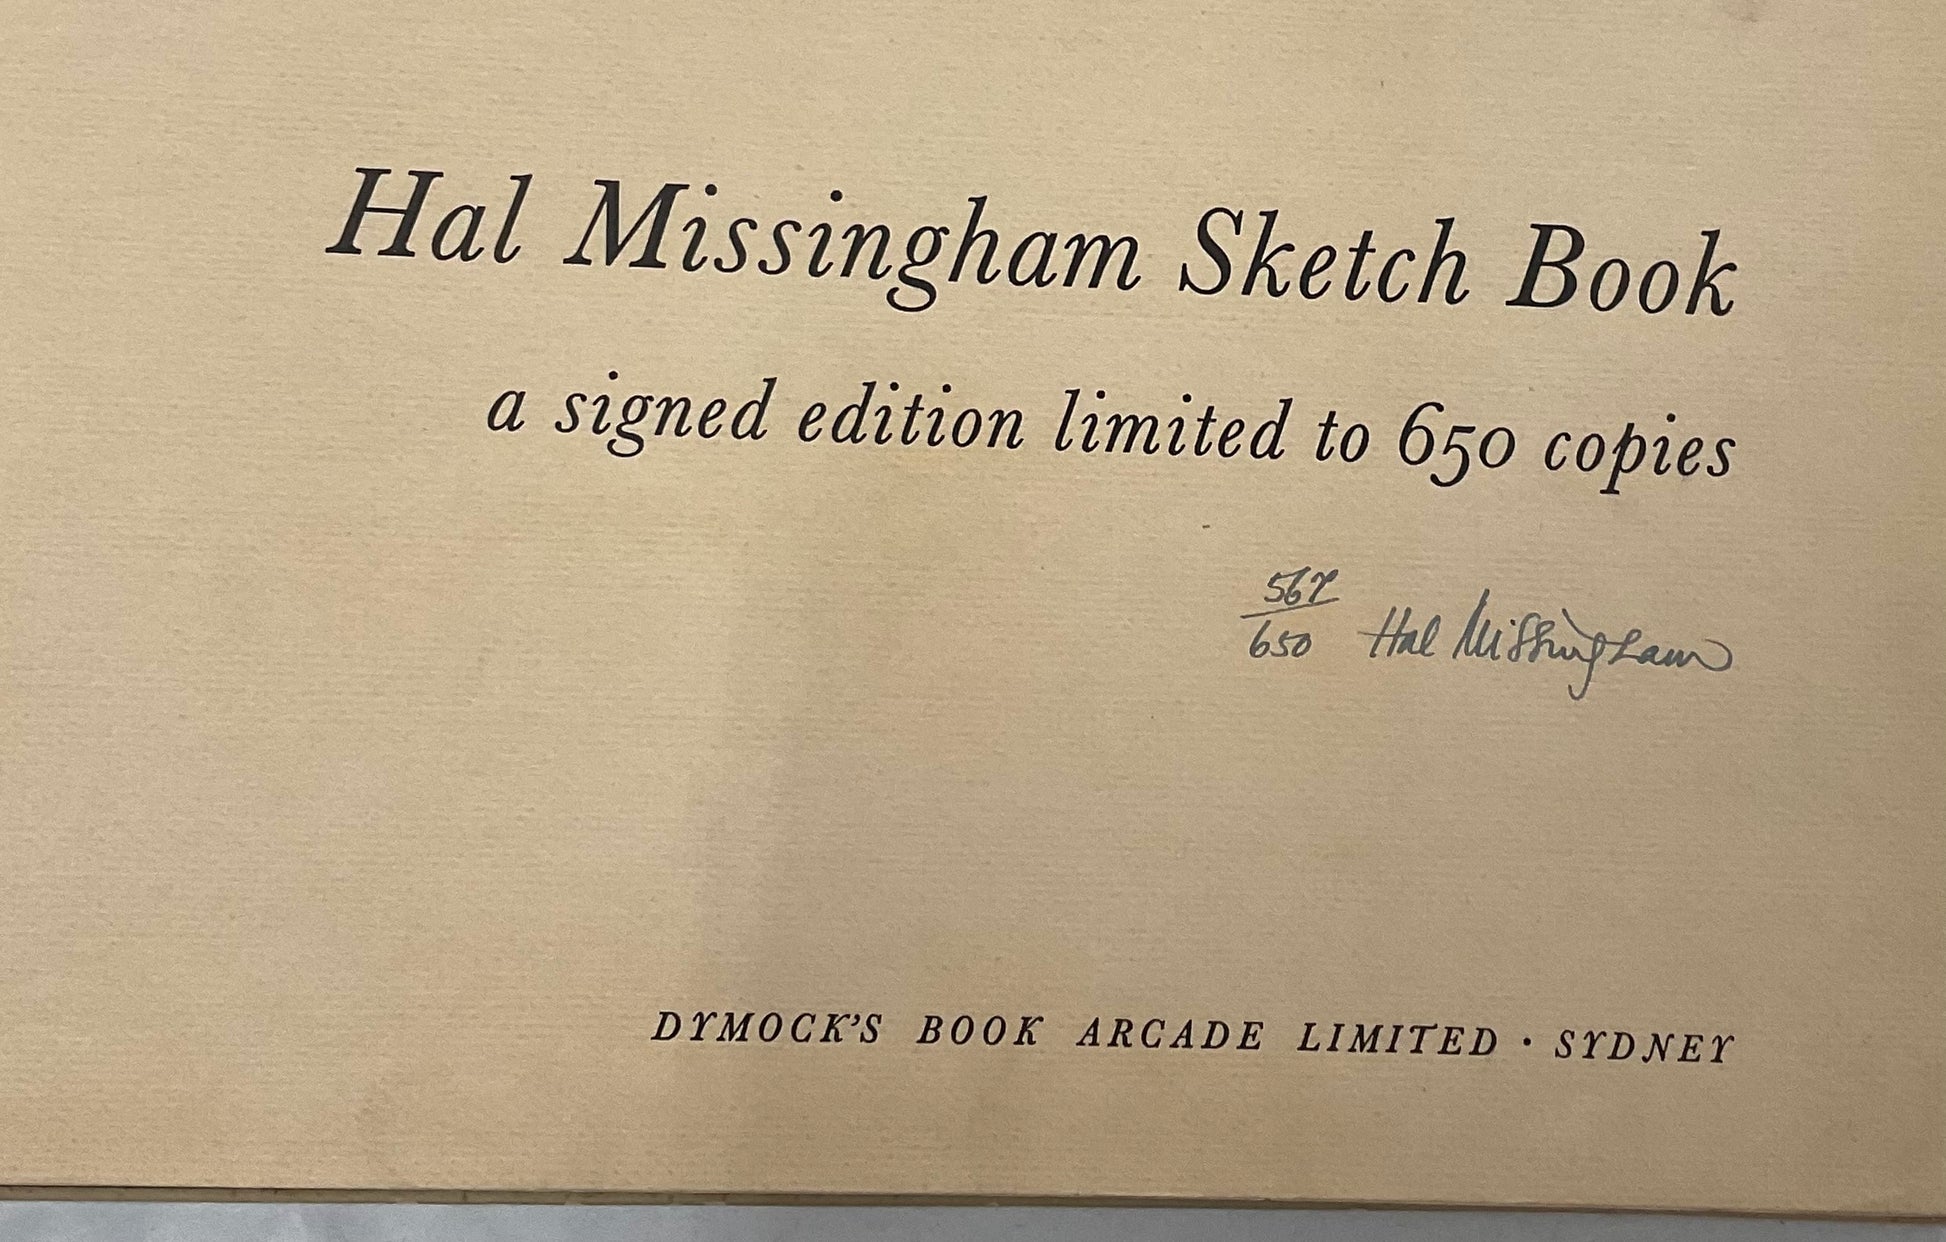 Hal Missingham Sketch Book
a signed edition limited to 650 copies
567
650 Hal Missingham
DYMOCK'S BOOK ARCADE LIMITED · SYDNEY